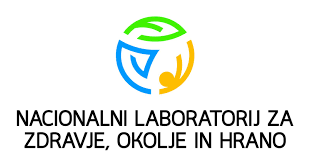 NACIONALNI LABORATORIJ ZA
ZDRAVJE, OKOLJE IN HRANO